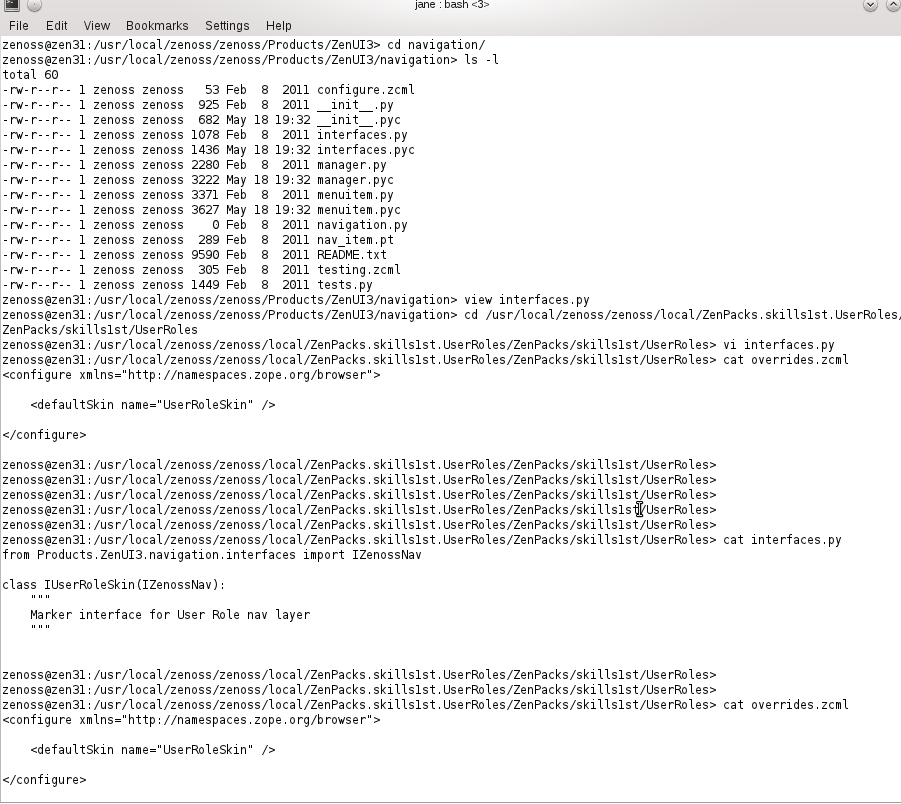 jane : bash <3>
File Edit View Bookmarks Settings Help
zenoss@zen31:/usr/local/zenoss/zenoss/Products/ZenUI3> cd navigation/
zenoss@zen31:/usr/local/zenoss/zenoss/Products/ZenUI3/navigation> ls -l
total 60
-rw-r--r-- 1 zenoss zenoss   53 Feb  8  2011 configure.zcml
-rw-r--r-- 1 zenoss zenoss  925 Feb  8  2011 __init__.py
-rw-r--r-- 1 zenoss zenoss  682 May 18 19:32 __init__.pyc
-rw-r--r-- 1 zenoss zenoss 1078 Feb  8  2011 interfaces.py
-rw-r--r-- 1 zenoss zenoss 1436 May 18 19:32 interfaces.pyc
-rw-r--r-- 1 zenoss zenoss 2280 Feb  8  2011 manager.py
-rw-r--r-- 1 zenoss zenoss 3222 May 18 19:32 manager.pyc
-rw-r--r-- 1 zenoss zenoss 3371 Feb  8  2011 menuitem.py
-rw-r--r-- 1 zenoss zenoss 3627 May 18 19:32 menuitem.pyc
-rw-r--r-- 1 zenoss zenoss    0 Feb  8  2011 navigation.py
-rw-r--r-- 1 zenoss zenoss  289 Feb  8  2011 nav_item.pt
-rw-r--r-- 1 zenoss zenoss 9590 Feb  8  2011 README.txt
-rw-r--r-- 1 zenoss zenoss  305 Feb  8  2011 testing.zcml
-rw-r--r-- 1 zenoss zenoss 1449 Feb  8  2011 tests.py
zenoss@zen31:/usr/local/zenoss/zenoss/Products/ZenUI3/navigation> view interfaces.py
zenoss@zen31:/usr/local/zenoss/zenoss/Products/ZenUI3/navigation> cd /usr/local/zenoss/zenoss/local/ZenPacks.skills1st.UserRoles/
ZenPacks/skills1st/UserRoles
zenoss@zen31:/usr/local/zenoss/zenoss/local/ZenPacks.skills1st.UserRoles/ZenPacks/skills1st/UserRoles> vi interfaces.py
zenoss@zen31:/usr/local/zenoss/zenoss/local/ZenPacks.skills1st.UserRoles/ZenPacks/skills1st/UserRoles> cat overrides.zcml
<configure xmlns="http://namespaces.zope.org/browser">
    <defaultSkin name="UserRoleSkin" />
</configure>
zenoss@zen31:/usr/local/zenoss/zenoss/local/ZenPacks.skills1st.UserRoles/ZenPacks/skills1st/UserRoles>
zenoss@zen31:/usr/local/zenoss/zenoss/local/ZenPacks.skills1st.UserRoles/ZenPacks/skills1st/UserRoles>
zenoss@zen31:/usr/local/zenoss/zenoss/local/ZenPacks.skills1st.UserRoles/ZenPacks/skills1st/UserRoles>
zenoss@zen31:/usr/local/zenoss/zenoss/local/ZenPacks.skills1st.UserRoles/ZenPacks/skills1st/UserRoles>
zenoss@zen31:/usr/local/zenoss/zenoss/local/ZenPacks.skills1st.UserRoles/ZenPacks/skills1st/UserRoles>
zenoss@zen31:/usr/local/zenoss/zenoss/local/ZenPacks.skills1st.UserRoles/ZenPacks/skills1st/UserRoles> cat interfaces.py
from Products.ZenUI3.navigation.interfaces import IZenossNav
class IUserRoleSkin(IZenossNav):
    """
    Marker interface for User Role nav layer
    """
zenoss@zen31:/usr/local/zenoss/zenoss/local/ZenPacks.skills1st.UserRoles/ZenPacks/skills1st/UserRoles>
zenoss@zen31:/usr/local/zenoss/zenoss/local/ZenPacks.skills1st.UserRoles/ZenPacks/skills1st/UserRoles>
zenoss@zen31:/usr/local/zenoss/zenoss/local/ZenPacks.skills1st.UserRoles/ZenPacks/skills1st/UserRoles> cat overrides.zcml
<configure xmlns="http://namespaces.zope.org/browser">
    <defaultSkin name="UserRoleSkin" />
</configure>